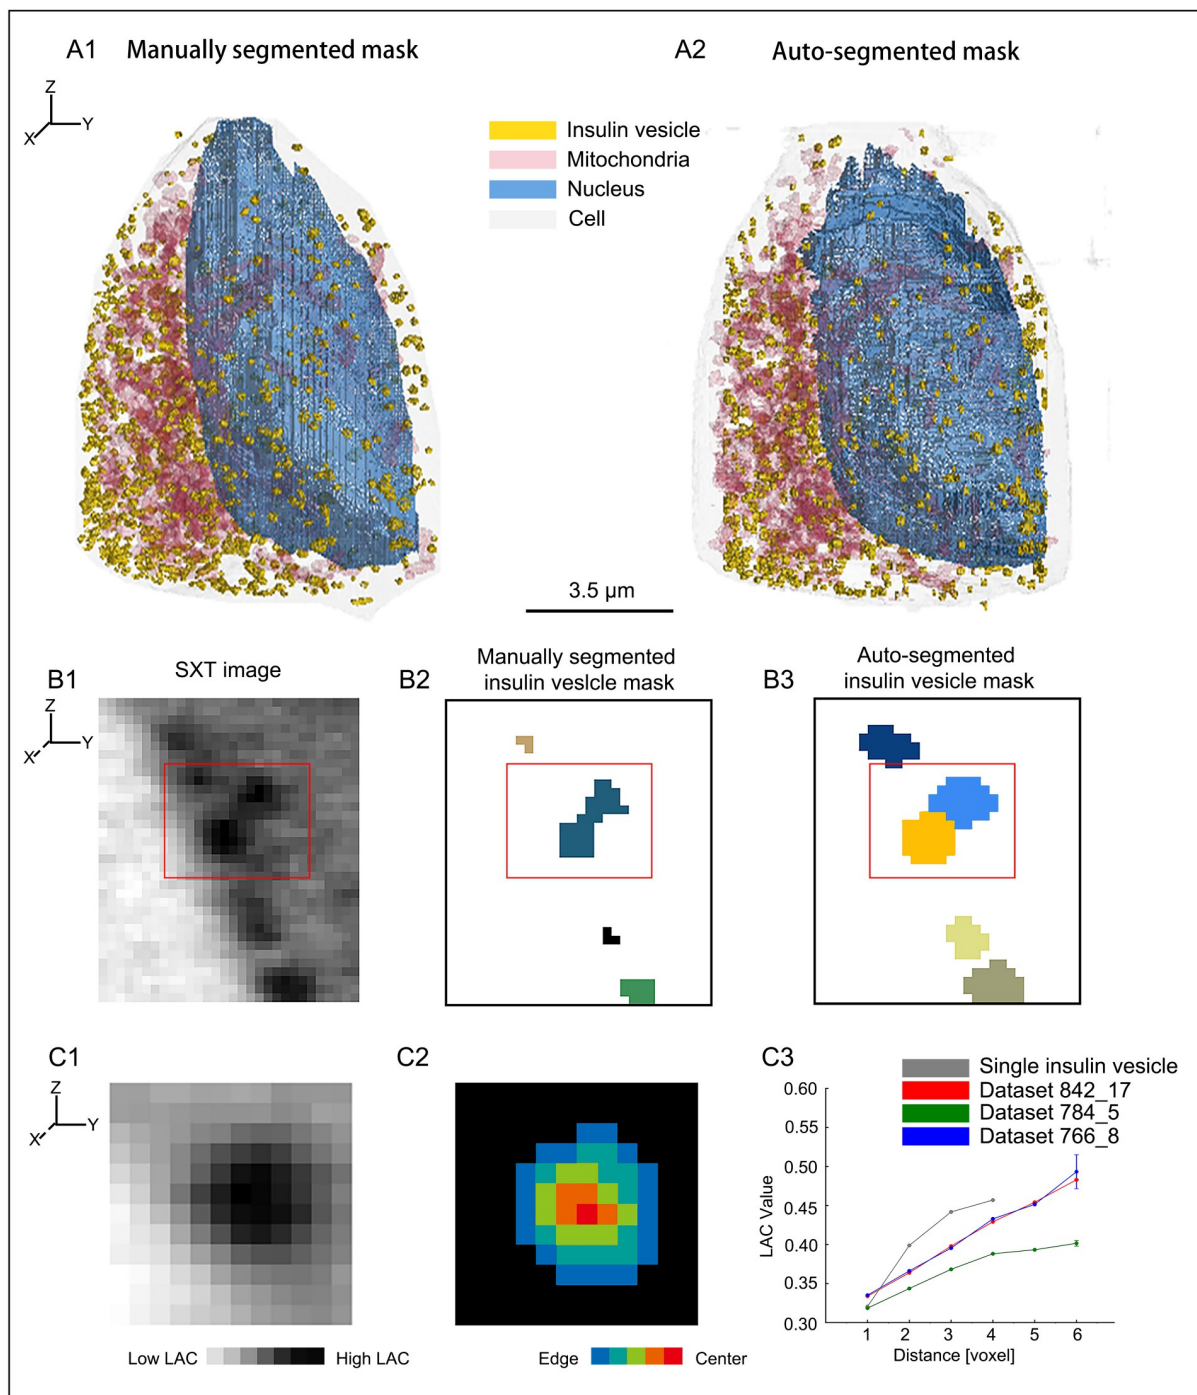 A1 Manually segmented mask
A2 Auto-segmented mask
Z
Y
X
Insulin vesicle
Mitochondria
Nucleus
Cell
3.5 µm
B1 SXT image
B2 Manually segmented
insulin vesicle mask
B3 Auto-segmented
insulin vesicle mask
Z
Y
X
C1
C2
C3
Z
Y
X
Single insulin vesicle
Dataset 842_17
Dataset 784_5
Dataset 766_8
0.60
0.55
0.50
0.45
0.40
0.35
0.30
LAC Value
1 2 3 4 5 6
Distance [voxel]
Low LAC High LAC
Edge Center